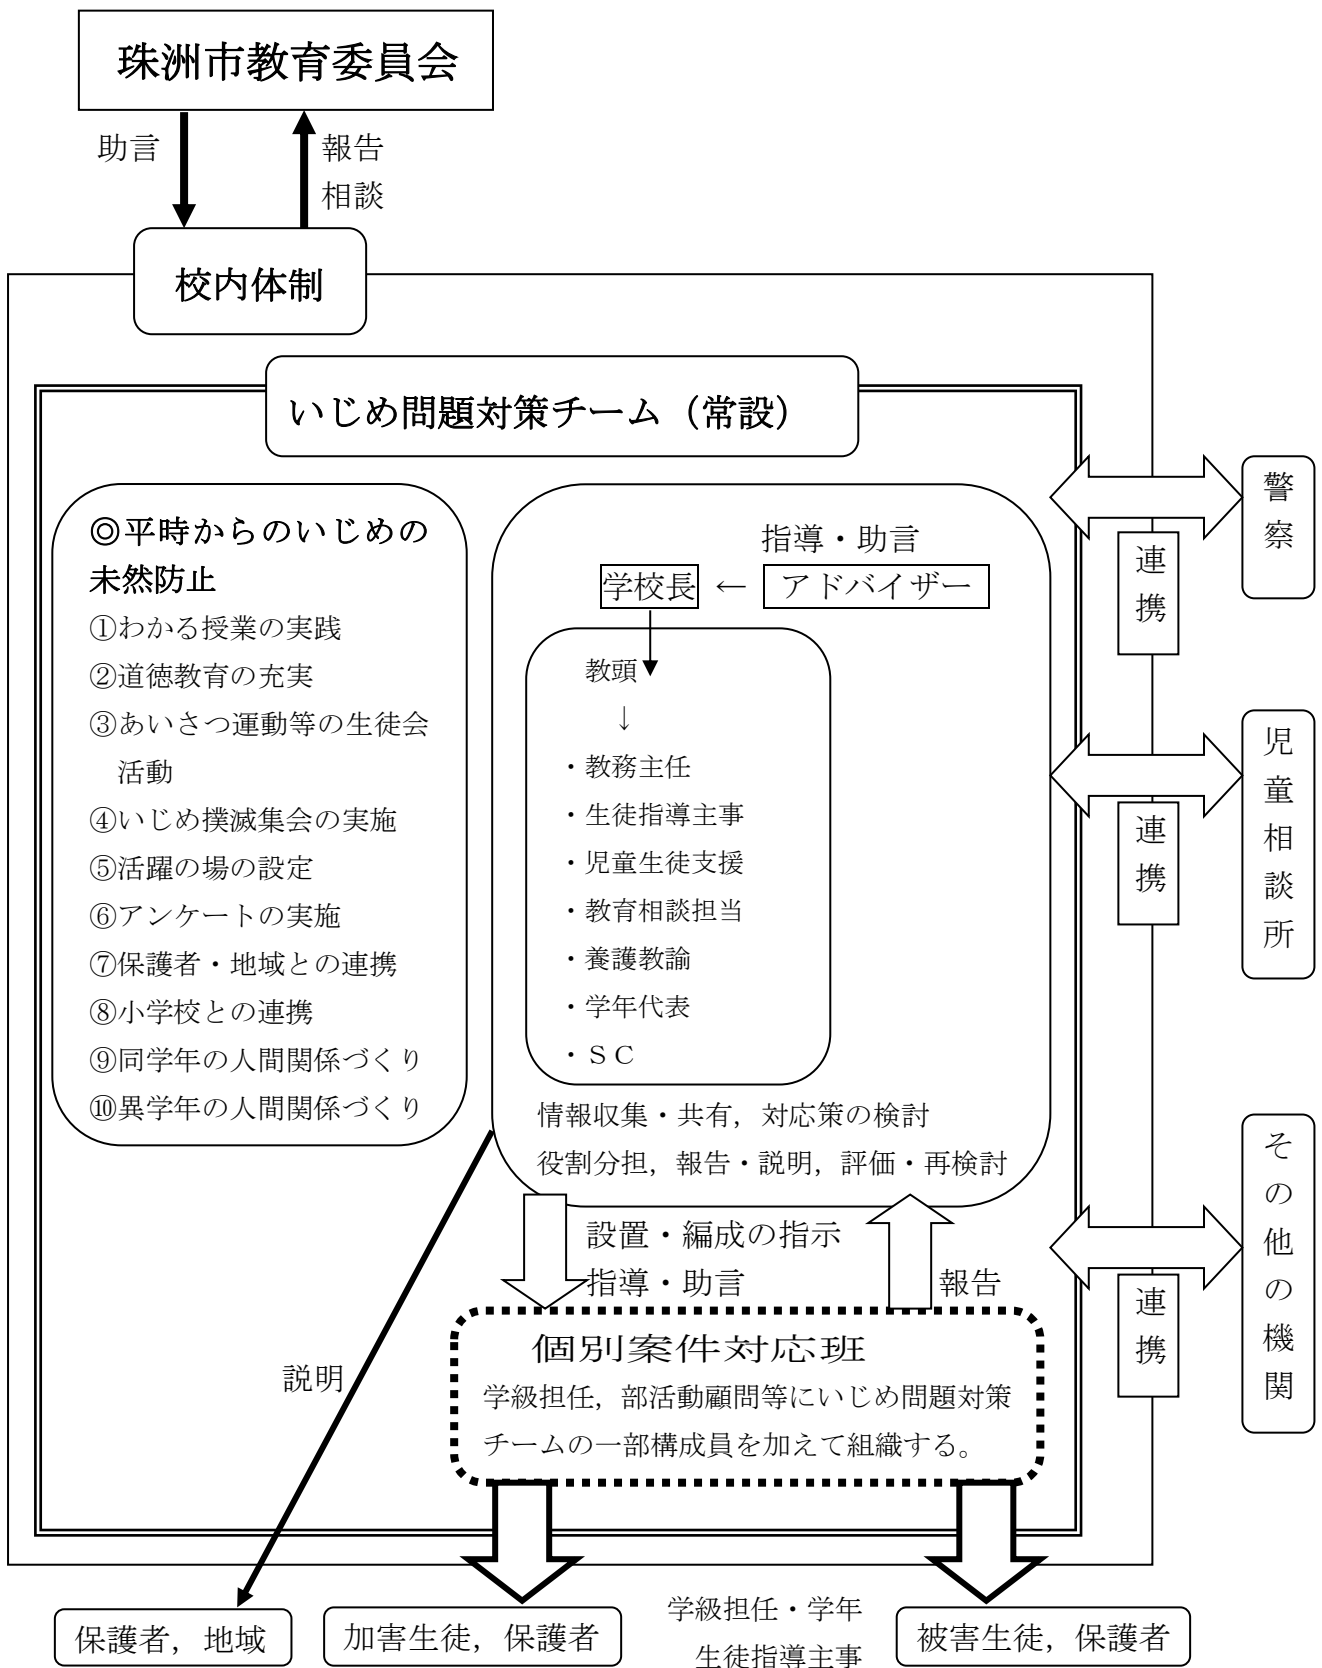 珠洲市教育委員会
助言
報告
相談
校内体制
いじめ問題対策チーム（常設）
◎平時からのいじめの
未然防止
①わかる授業の実践
②道徳教育の充実
③あいさつ運動等の生徒会
活動
④いじめ撲滅集会の実施
⑤活躍の場の設定
⑥アンケートの実施
⑦保護者・地域との連携
⑧小学校との連携
⑨同学年の人間関係づくり
⑩異学年の人間関係づくり
指導・助言
学校長 ← アドバイザー
教頭
↓
・教務主任
・生徒指導主事
・児童生徒支援
・教育相談担当
・養護教諭
・学年代表
・ＳＣ
情報収集・共有，対応策の検討
役割分担，報告・説明，評価・再検討
設置・編成の指示
指導・助言
報告
個別案件対応班
学級担任，部活動顧問等にいじめ問題対策
チームの一部構成員を加えて組織する。
説明
警察
連携
児童相談所
連携
その他の機関
連携
保護者，地域
加害生徒，保護者
学級担任・学年
生徒指導主事
被害生徒，保護者